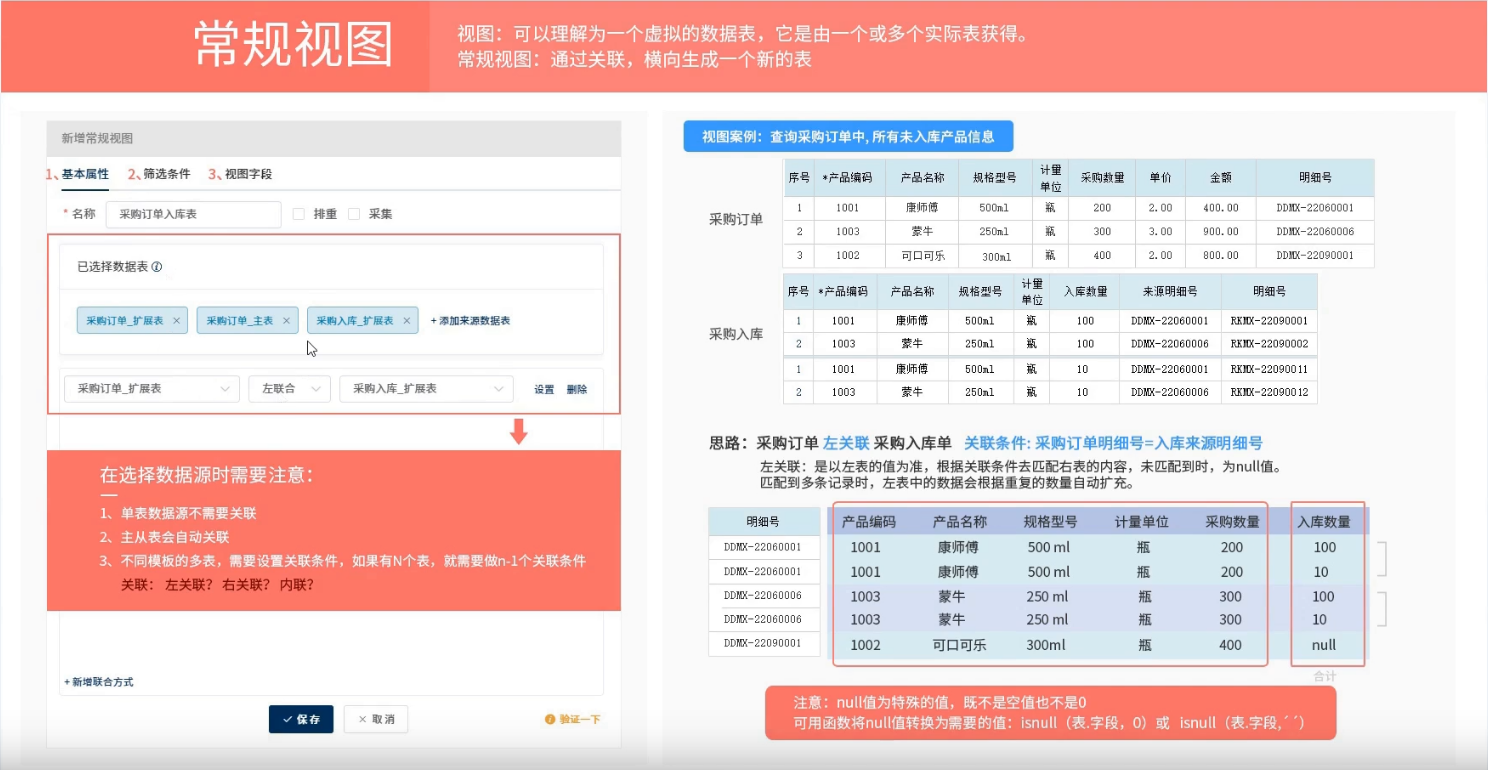 常规视图
视图：可以理解为一个虚拟的数据表，它是由一个或多个实际表获得。
常规视图：通过关联，横向生成一个新的表
新增常规视图
1、基本属性 2、筛选条件 3、视图字段
* 名称 采购订单入库表 排重 采集
已选择数据表
采购订单_扩展表 × 采购订单_主表 × 采购入库_扩展表 × + 添加来源数据表
采购订单_扩展表 左联合 采购入库_扩展表 设置 删除
在选择数据源时需要注意：
1、单表数据源不需要关联
2、主从表会自动关联
3、不同模板的多表，需要设置关联条件，如果有N个表，就需要做n-1个关联条件
关联： 左关联？ 右关联？ 内联？
+ 新增联合方式
保存 × 取消 验证一下
视图案例：查询采购订单中, 所有未入库产品信息
采购订单
序号 *产品编码 产品名称 规格型号 计量单位 采购数量 单价 金额 明细号
1 1001 康师傅 500ml 瓶 200 2.00 400.00 DDMX-22060001
2 1003 蒙牛 250ml 瓶 300 3.00 900.00 DDMX-22060006
3 1002 可口可乐 300ml 瓶 400 2.00 800.00 DDMX-22090001
采购入库
序号 *产品编码 产品名称 规格型号 计量单位 入库数量 来源明细号 明细号
1 1001 康师傅 500ml 瓶 100 DDMX-22060001 RKMX-22090001
2 1003 蒙牛 250ml 瓶 100 DDMX-22060006 RKMX-22090002
1 1001 康师傅 500ml 瓶 10 DDMX-22060001 RKMX-22090011
2 1003 蒙牛 250ml 瓶 10 DDMX-22060006 RKMX-22090012
思路：采购订单 左关联 采购入库单 关联条件: 采购订单明细号=入库来源明细号
左关联：是以左表的值为准，根据关联条件去匹配右表的内容，未匹配到时，为null值。
匹配到多条记录时，左表中的数据会根据重复的数量自动扩充。
明细号 产品编码 产品名称 规格型号 计量单位 采购数量 入库数量
DDMX-22060001 1001 康师傅 500 ml 瓶 200 100
DDMX-22060001 1001 康师傅 500 ml 瓶 200 10
DDMX-22060006 1003 蒙牛 250 ml 瓶 300 100
DDMX-22060006 1003 蒙牛 250 ml 瓶 300 10
DDMX-22090001 1002 可口可乐 300ml 瓶 400 null
合计
注意：null值为特殊的值，既不是空值也不是0
可用函数将null值转换为需要的值：isnull（表.字段，0）或 isnull（表.字段,´´）